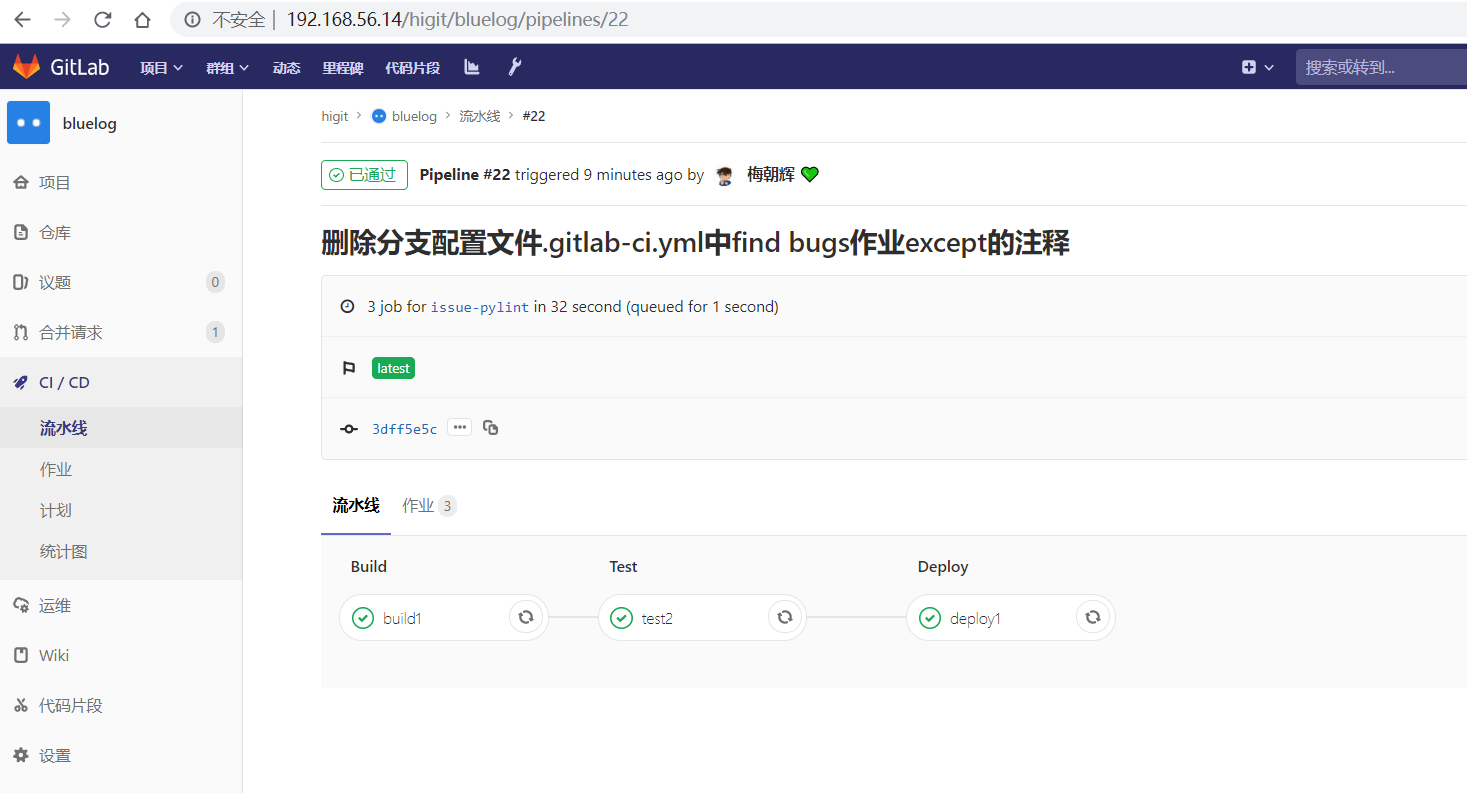 不安全 | 192.168.56.14/higit/bluelog/pipelines/22
GitLab 项目 群组 动态 里程碑 代码片段 搜索或转到...
bluelog
项目
仓库
议题 0
合并请求 1
CI / CD
流水线
作业
计划
统计图
运维
Wiki
代码片段
设置
higit > bluelog > 流水线 > #22
已通过 Pipeline #22 triggered 9 minutes ago by 梅朝辉
删除分支配置文件.gitlab-ci.yml中find bugs作业except的注释
3 job for issue-pylint in 32 second (queued for 1 second)
latest
3dff5e5c ...
流水线 作业 3
Build Test Deploy
build1 test2 deploy1